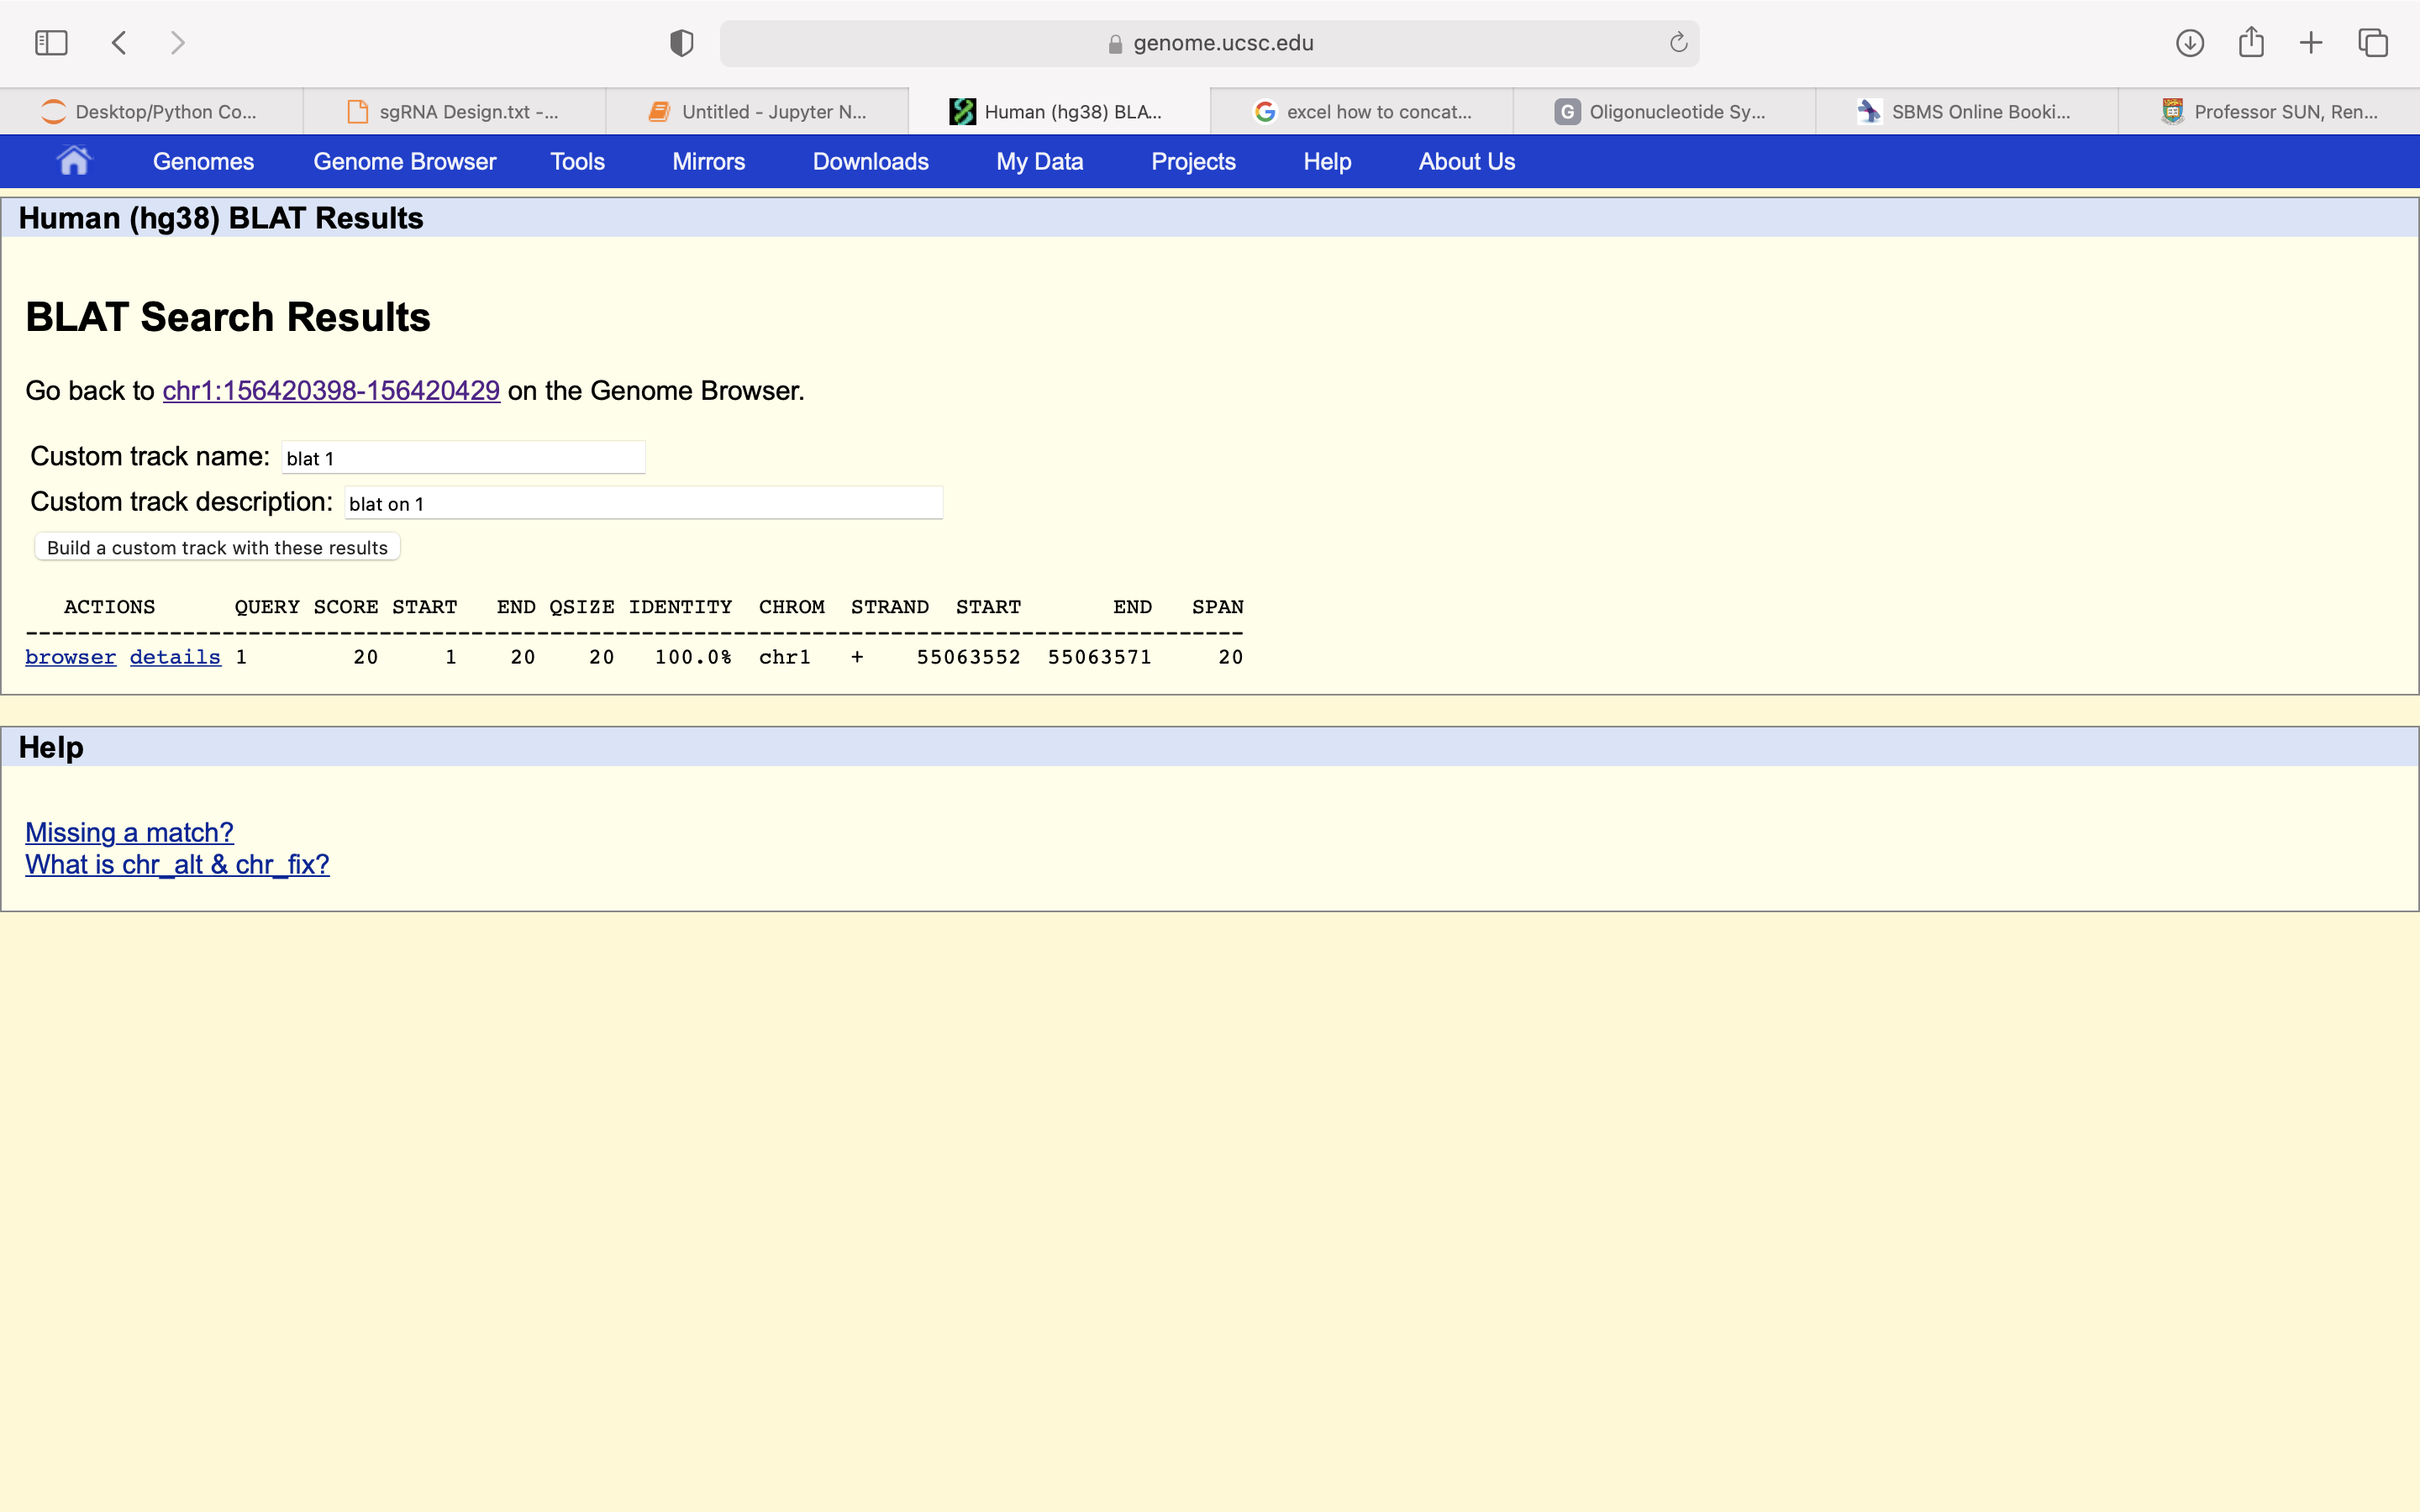 genome.ucsc.edu
Desktop/Python Co... sgRNA Design.txt -... Untitled - Jupyter N... Human (hg38) BLA... excel how to concat... Oligonucleotide Sy... SBMS Online Booki... Professor SUN, Ren...
Genomes Genome Browser Tools Mirrors Downloads My Data Projects Help About Us
Human (hg38) BLAT Results
BLAT Search Results
Go back to chr1:156420398-156420429 on the Genome Browser.
Custom track name: blat 1
Custom track description: blat on 1
Build a custom track with these results
ACTIONS QUERY SCORE START END QSIZE IDENTITY CHROM STRAND START END SPAN
---------------------------------------------------------------------------------------------
browser details 1 20 1 20 20 100.0% chr1 + 55063552 55063571 20
Help
Missing a match?
What is chr_alt & chr_fix?